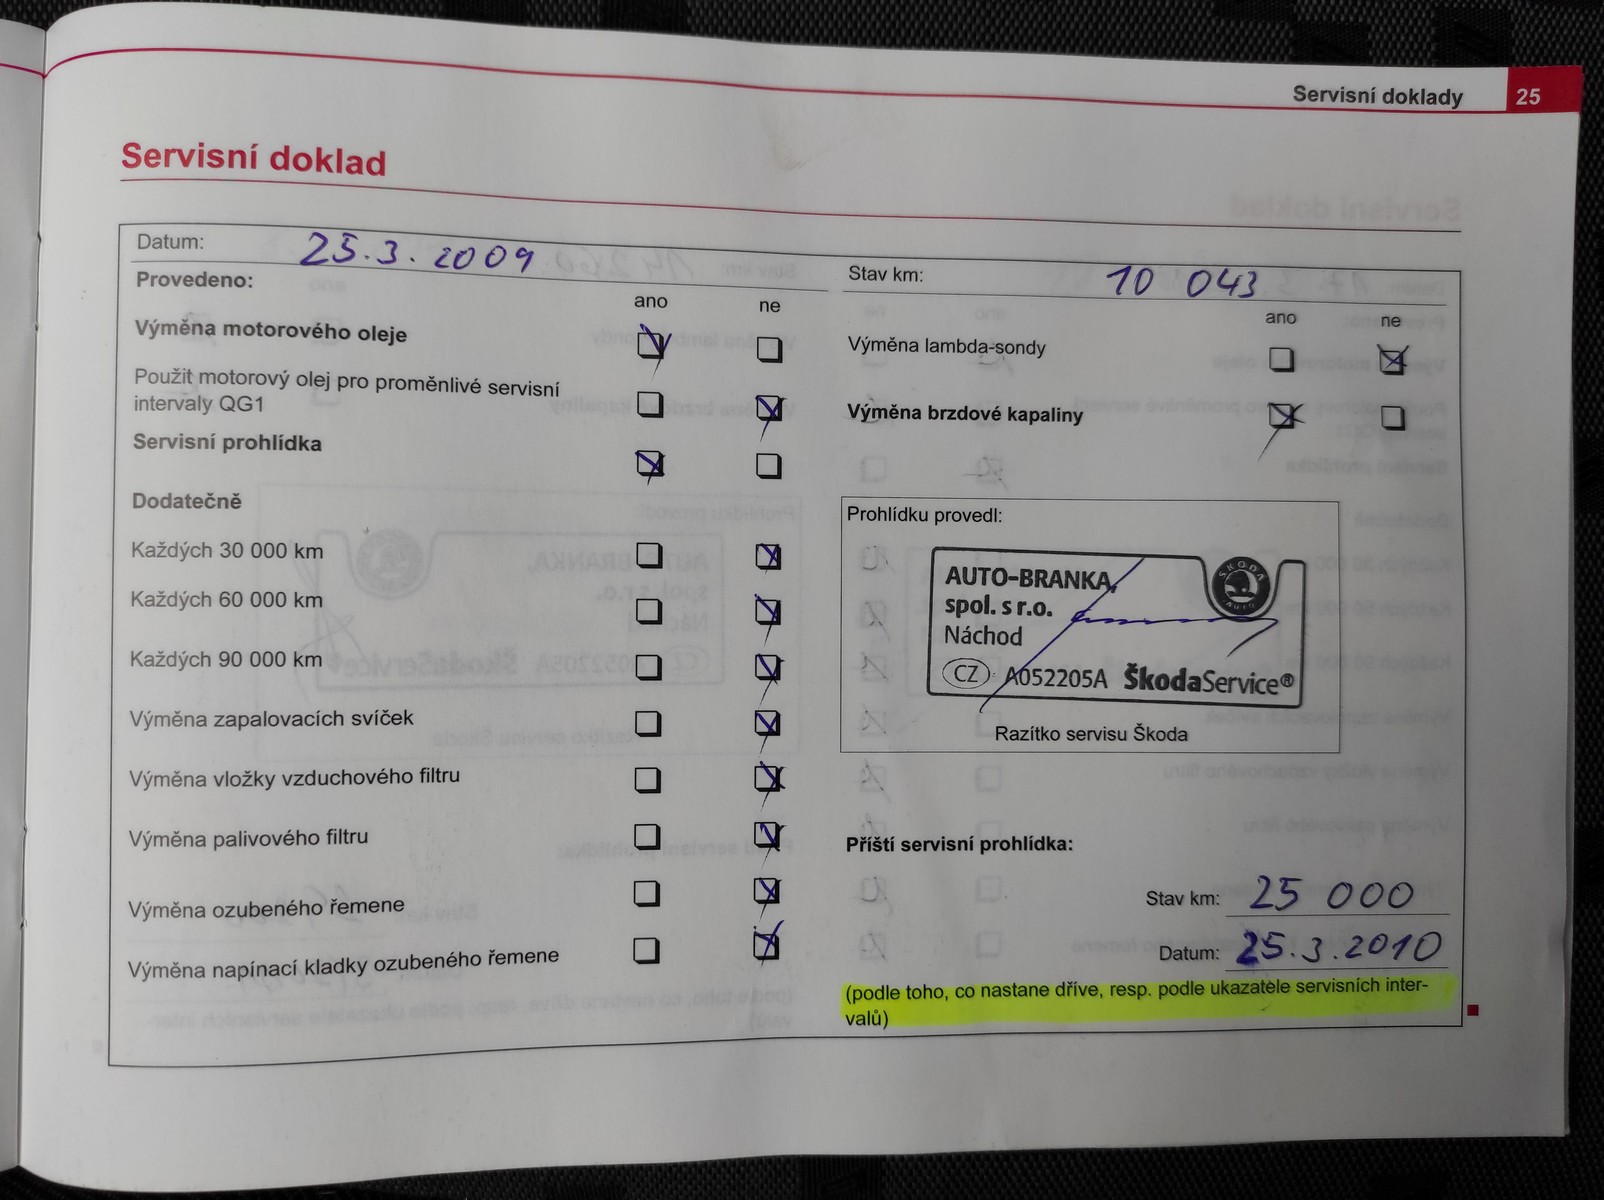 Servisní doklady 25
Servisní doklad
Datum: 25.3.2009
Provedeno:
ano ne
Výměna motorového oleje
Použit motorový olej pro proměnlivé servisní
intervaly QG1
Servisní prohlídka
Dodatečně
Každých 30 000 km
Každých 60 000 km
Každých 90 000 km
Výměna zapalovacích svíček
Výměna vložky vzduchového filtru
Výměna palivového filtru
Výměna ozubeného řemene
Výměna napínací kladky ozubeného řemene
Stav km: 10 043
ano ne
Výměna lambda-sondy
Výměna brzdové kapaliny
Prohlídku provedl:
AUTO-BRANKA,
spol. s r.o.
Náchod
CZ A052205A ŠkodaService®
ŠKODA
AUTO
Razítko servisu Škoda
Příští servisní prohlídka:
Stav km: 25 000
Datum: 25.3.2010
(podle toho, co nastane dříve, resp. podle ukazatele servisních inter-
valů)